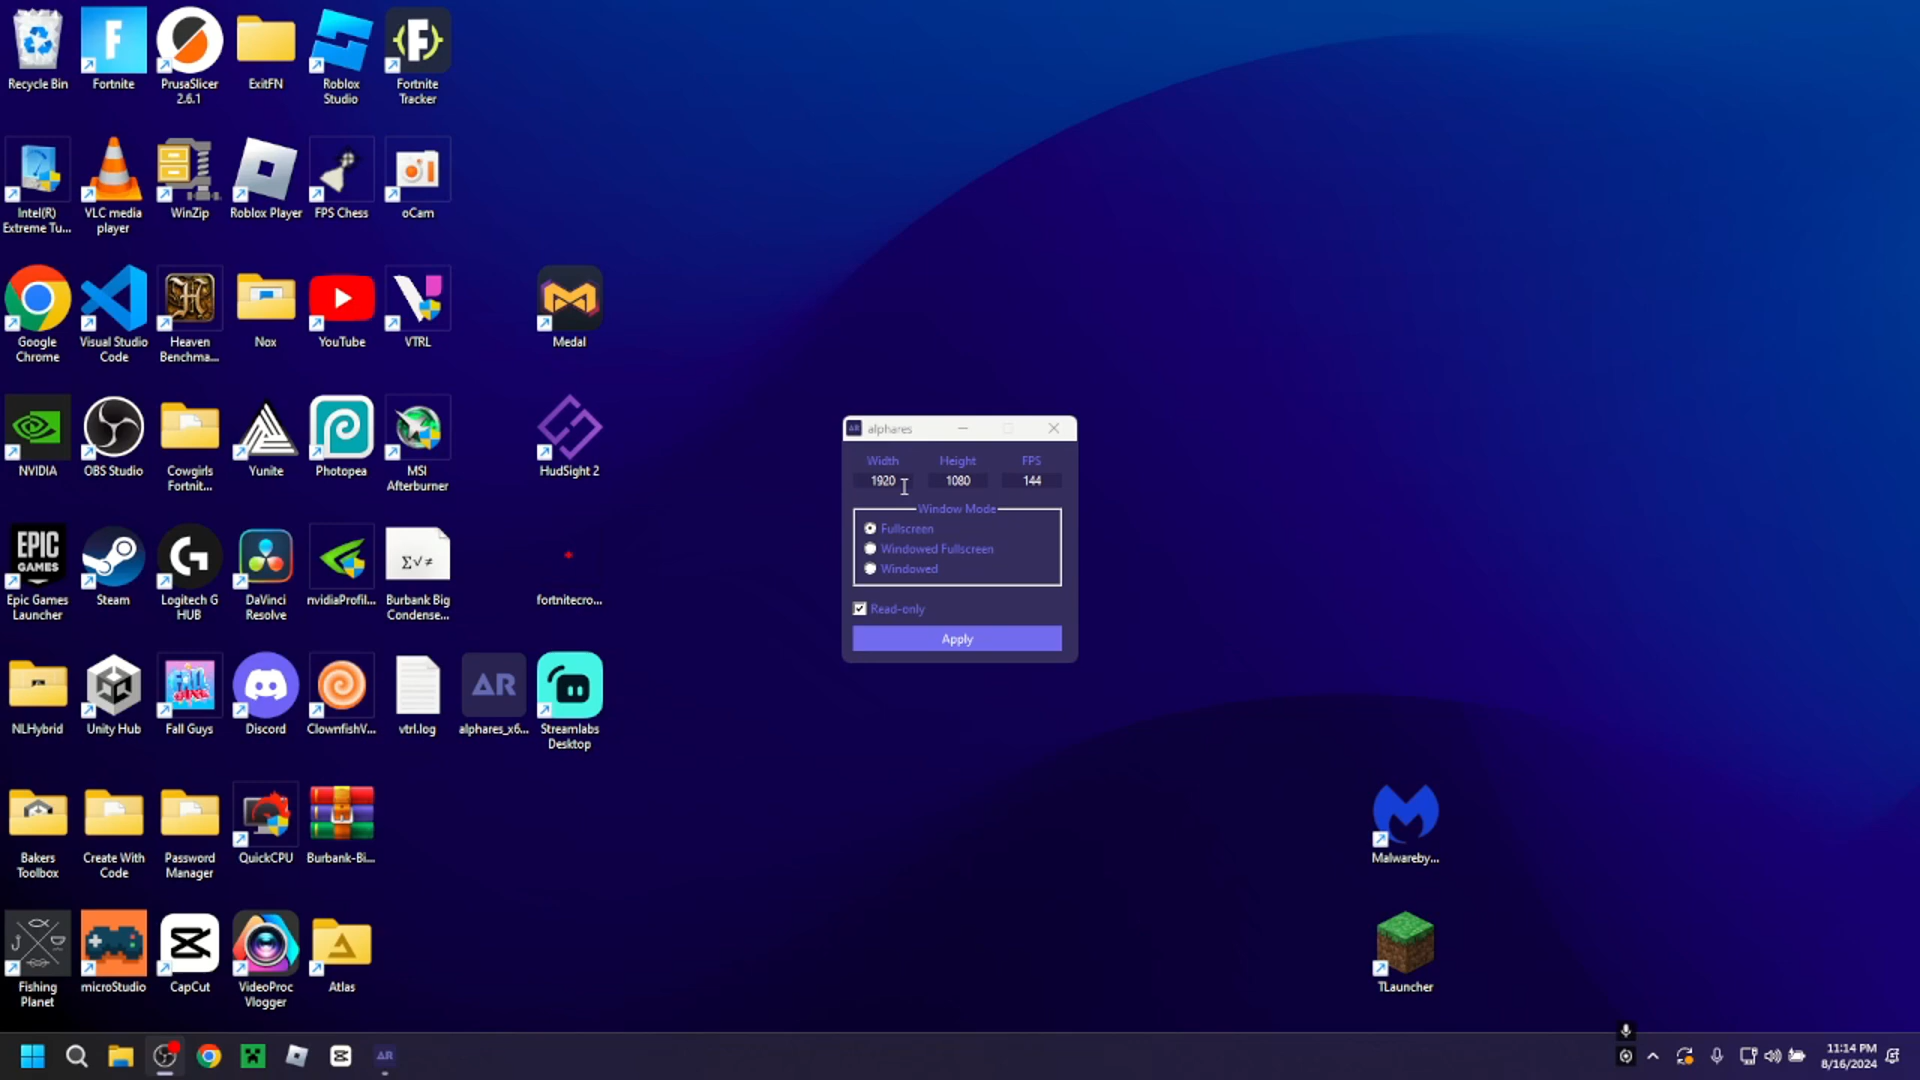 Recycle Bin
Fortnite
PrusaSlicer
2.6.1
ExitFN
Roblox
Studio
Fortnite
Tracker
Intel(R)
Extreme Tu...
VLC media
player
WinZip
Roblox Player
FPS Chess
oCam
Google
Chrome
Visual Studio
Code
Heaven
Benchma...
Nox
YouTube
VTRL
Medal
NVIDIA
OBS Studio
Cowgirls
Fortnit...
Yunite
Photopea
MSI
Afterburner
HudSight 2
EPIC
GAMES
Epic Games
Launcher
Steam
Logitech G
HUB
DaVinci
Resolve
nvidiaProfil...
Σ√≠
Burbank Big
Condense...
fortnitecro...
NLHybrid
Unity Hub
FALL GUYS
Fall Guys
Discord
ClownfishV...
vtrl.log
AR
alphares_x6...
Streamlabs
Desktop
Bakers
Toolbox
Create With
Code
Password
Manager
QuickCPU
Burbank-Bi...
Malwareby...
Fishing
Planet
microStudio
CapCut
VideoProc
Vlogger
Atlas
TLauncher
AR alphares
Width Height FPS
1920 1080 144
Window Mode
Fullscreen
Windowed Fullscreen
Windowed
Read-only
Apply
AR
11:14 PM
8/16/2024